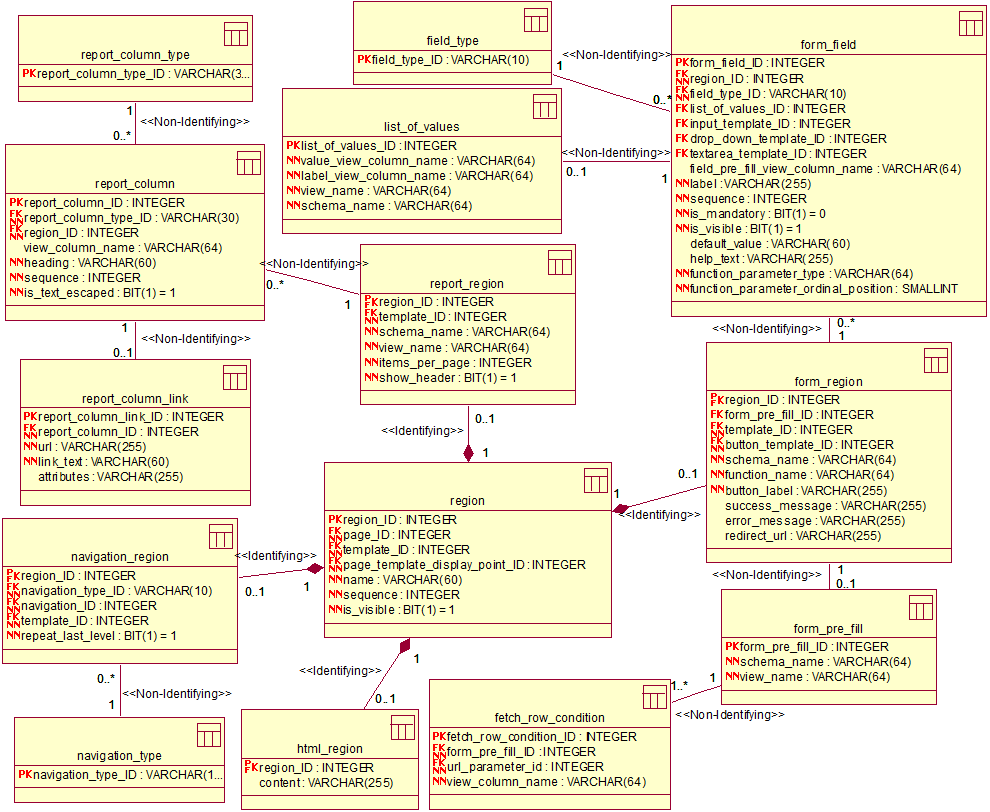 report_column_type
PK report_column_type_ID : VARCHAR(3...
1
<<Non-Identifying>>
0..*
field_type
PK field_type_ID : VARCHAR(10)
1
<<Non-Identifying>>
0..*
form_field
PK form_field_ID : INTEGER
FK NN region_ID : INTEGER
FK NN field_type_ID : VARCHAR(10)
FK list_of_values_ID : INTEGER
FK input_template_ID : INTEGER
FK drop_down_template_ID : INTEGER
FK textarea_template_ID : INTEGER
field_pre_fill_view_column_name : VARCHAR(64)
NN label : VARCHAR(255)
NN sequence : INTEGER
NN is_mandatory : BIT(1) = 0
NN is_visible : BIT(1) = 1
default_value : VARCHAR(60)
help_text : VARCHAR(255)
NN function_parameter_type : VARCHAR(64)
NN function_parameter_ordinal_position : SMALLINT
list_of_values
PK list_of_values_ID : INTEGER
NN value_view_column_name : VARCHAR(64)
NN label_view_column_name : VARCHAR(64)
NN view_name : VARCHAR(64)
NN schema_name : VARCHAR(64)
<<Non-Identifying>>
0..1
1
report_column
PK report_column_ID : INTEGER
FK NN report_column_type_ID : VARCHAR(30)
FK NN region_ID : INTEGER
view_column_name : VARCHAR(64)
NN heading : VARCHAR(60)
NN sequence : INTEGER
NN is_text_escaped : BIT(1) = 1
<<Non-Identifying>>
0..*
1
report_region
PF K region_ID : INTEGER
FK NN template_ID : INTEGER
NN schema_name : VARCHAR(64)
NN view_name : VARCHAR(64)
NN items_per_page : INTEGER
NN show_header : BIT(1) = 1
1
<<Non-Identifying>>
0..1
<<Non-Identifying>>
0..*
1
report_column_link
PK report_column_link_ID : INTEGER
FK NN report_column_ID : INTEGER
NN url : VARCHAR(255)
NN link_text : VARCHAR(60)
attributes : VARCHAR(255)
form_region
PF K region_ID : INTEGER
FK form_pre_fill_ID : INTEGER
FK NN template_ID : INTEGER
FK NN button_template_ID : INTEGER
NN schema_name : VARCHAR(64)
NN function_name : VARCHAR(64)
NN button_label : VARCHAR(255)
success_message : VARCHAR(255)
error_message : VARCHAR(255)
redirect_url : VARCHAR(255)
0..1
<<Identifying>>
1
region
PK region_ID : INTEGER
FK NN page_ID : INTEGER
FK NN template_ID : INTEGER
FK NN page_template_display_point_ID : INTEGER
NN name : VARCHAR(60)
NN sequence : INTEGER
NN is_visible : BIT(1) = 1
1
0..1
<<Identifying>>
navigation_region
PF K region_ID : INTEGER
FK NN navigation_type_ID : VARCHAR(10)
FK NN navigation_ID : INTEGER
FK NN template_ID : INTEGER
NN repeat_last_level : BIT(1) = 1
<<Identifying>>
0..1
1
<<Non-Identifying>>
1
0..1
form_pre_fill
PK form_pre_fill_ID : INTEGER
NN schema_name : VARCHAR(64)
NN view_name : VARCHAR(64)
<<Identifying>>
1
0..1
0..*
<<Non-Identifying>>
1
navigation_type
PK navigation_type_ID : VARCHAR(1...
html_region
PF K region_ID : INTEGER
content : VARCHAR(255)
fetch_row_condition
PK fetch_row_condition_ID : INTEGER
FK NN form_pre_fill_ID : INTEGER
FK NN url_parameter_id : INTEGER
NN view_column_name : VARCHAR(64)
1..*
1
<<Non-Identifying>>